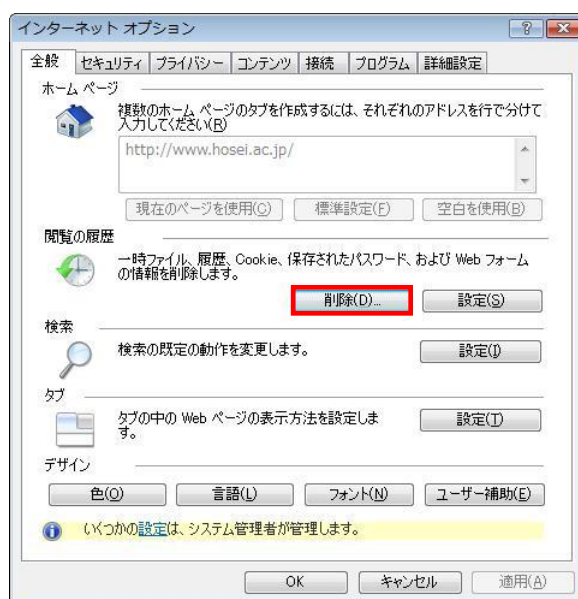 インターネット オプション
全般 セキュリティ プライバシー コンテンツ 接続 プログラム 詳細設定
ホーム ページ
複数のホーム ページのタブを作成するには、それぞれのアドレスを行で分けて
入力してください(R)
http://www.hosei.ac.jp/
現在のページを使用(C) 標準設定(F) 空白を使用(B)
閲覧の履歴
一時ファイル、履歴、Cookie、保存されたパスワード、および Web フォーム
の情報を削除します。
削除(D)... 設定(S)
検索
検索の既定の動作を変更します。 設定(I)
タブ
タブの中の Web ページの表示方法を設定しま
す。
設定(T)
デザイン
色(O) 言語(L) フォント(N) ユーザー補助(E)
いくつかの設定は、システム管理者が管理します。
OK キャンセル 適用(A)